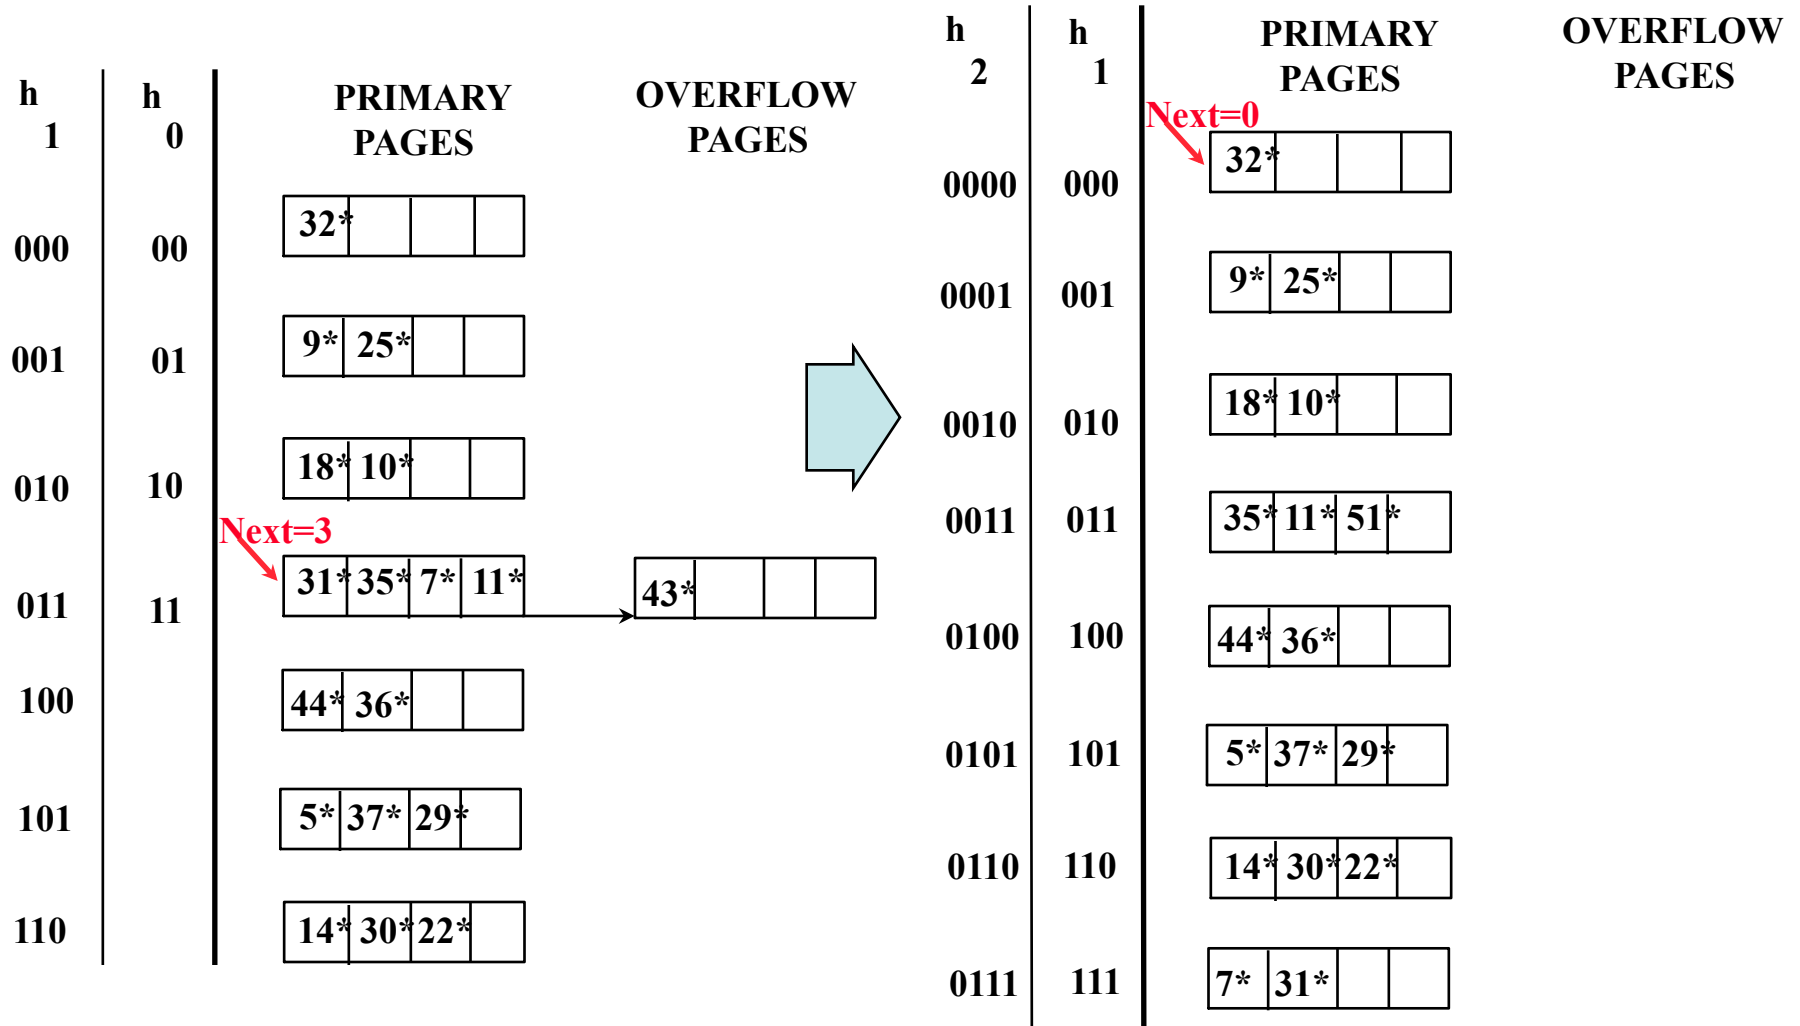 h h PRIMARY OVERFLOW
1 0 PAGES PAGES
000 00 32*
001 01 9* 25*
010 10 18* 10*
Next=3
011 11 31* 35* 7* 11* 43*
100 44* 36*
101 5* 37* 29*
110 14* 30* 22*
h h PRIMARY OVERFLOW
2 1 PAGES PAGES
Next=0
0000 000 32*
0001 001 9* 25*
0010 010 18* 10*
0011 011 35* 11* 51*
0100 100 44* 36*
0101 101 5* 37* 29*
0110 110 14* 30* 22*
0111 111 7* 31*